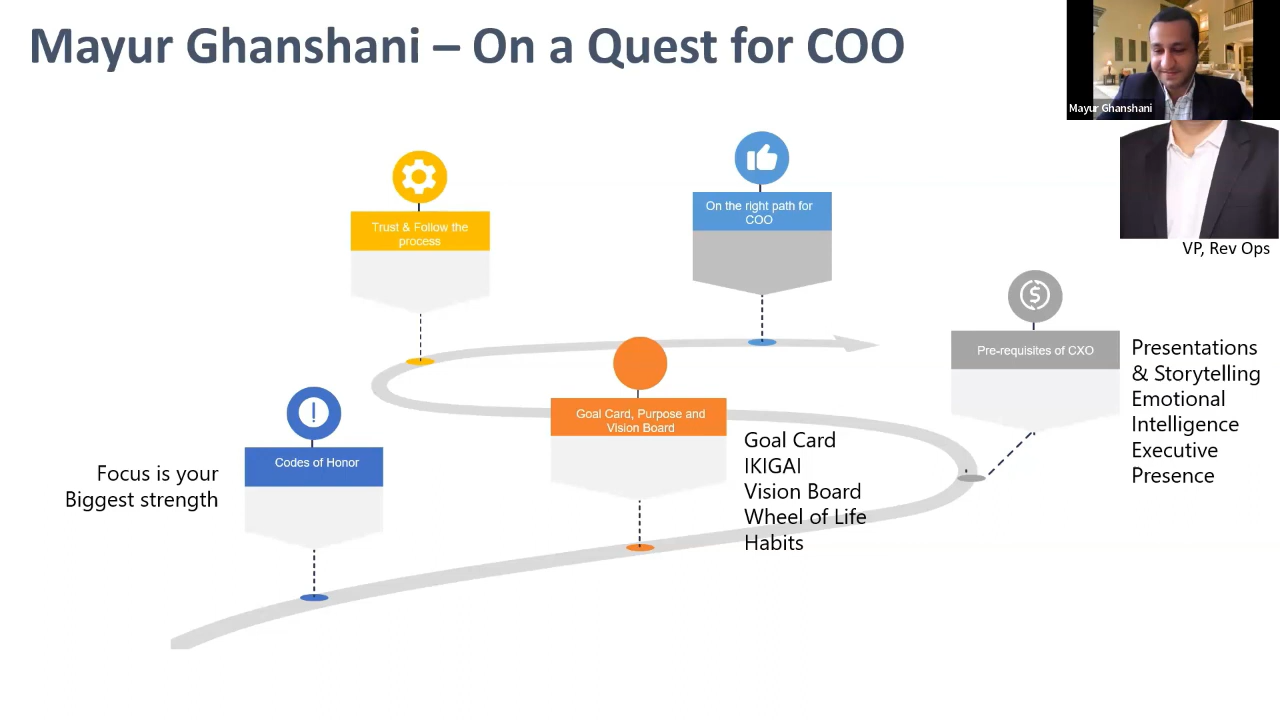 Mayur Ghanshani – On a Quest for COO
Mayur Ghanshani
VP, Rev Ops
Trust & Follow the
process
On the right path for
COO
Pre-requisites of CXO
Presentations
& Storytelling
Emotional
Intelligence
Executive
Presence
Goal Card, Purpose and
Vision Board
Goal Card
IKIGAI
Vision Board
Wheel of Life
Habits
Codes of Honor
Focus is your
Biggest strength